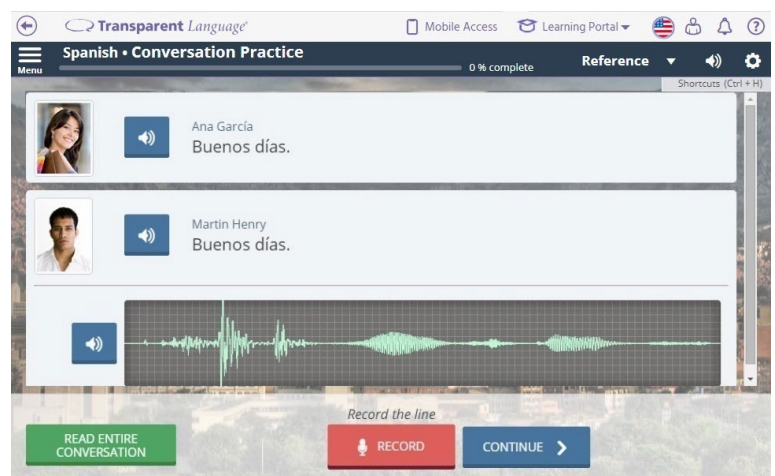 Transparent Language®
Mobile Access
Learning Portal
Menu
Spanish • Conversation Practice
0 % complete
Reference
Shortcuts (Ctrl + H)
Ana García
Buenos días.
Martin Henry
Buenos días.
Record the line
READ ENTIRE
CONVERSATION
RECORD
CONTINUE